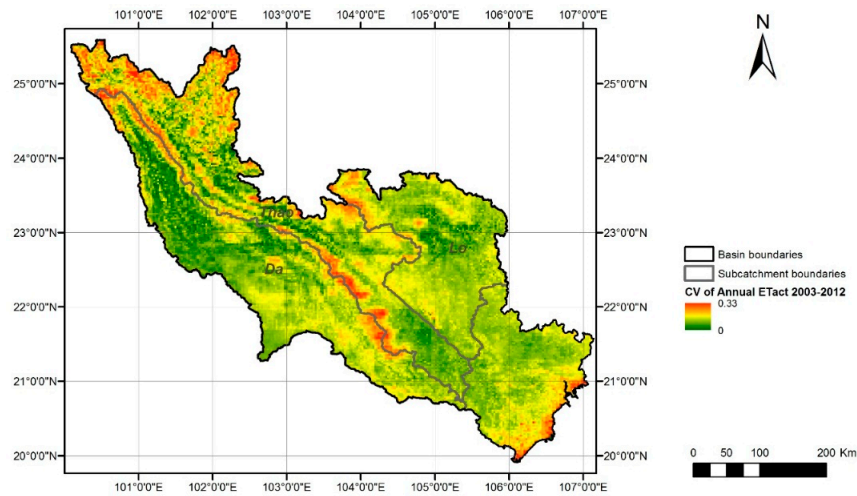 101°0'0"E 102°0'0"E 103°0'0"E 104°0'0"E 105°0'0"E 106°0'0"E 107°0'0"E
N
25°0'0"N 25°0'0"N
24°0'0"N 24°0'0"N
Thao
23°0'0"N 23°0'0"N
Lo
Da
22°0'0"N 22°0'0"N
21°0'0"N 21°0'0"N
20°0'0"N 20°0'0"N
101°0'0"E 102°0'0"E 103°0'0"E 104°0'0"E 105°0'0"E 106°0'0"E 107°0'0"E
Basin boundaries
Subcatchment boundaries
CV of Annual ETact 2003-2012
0.33
0
0 50 100 200 Km